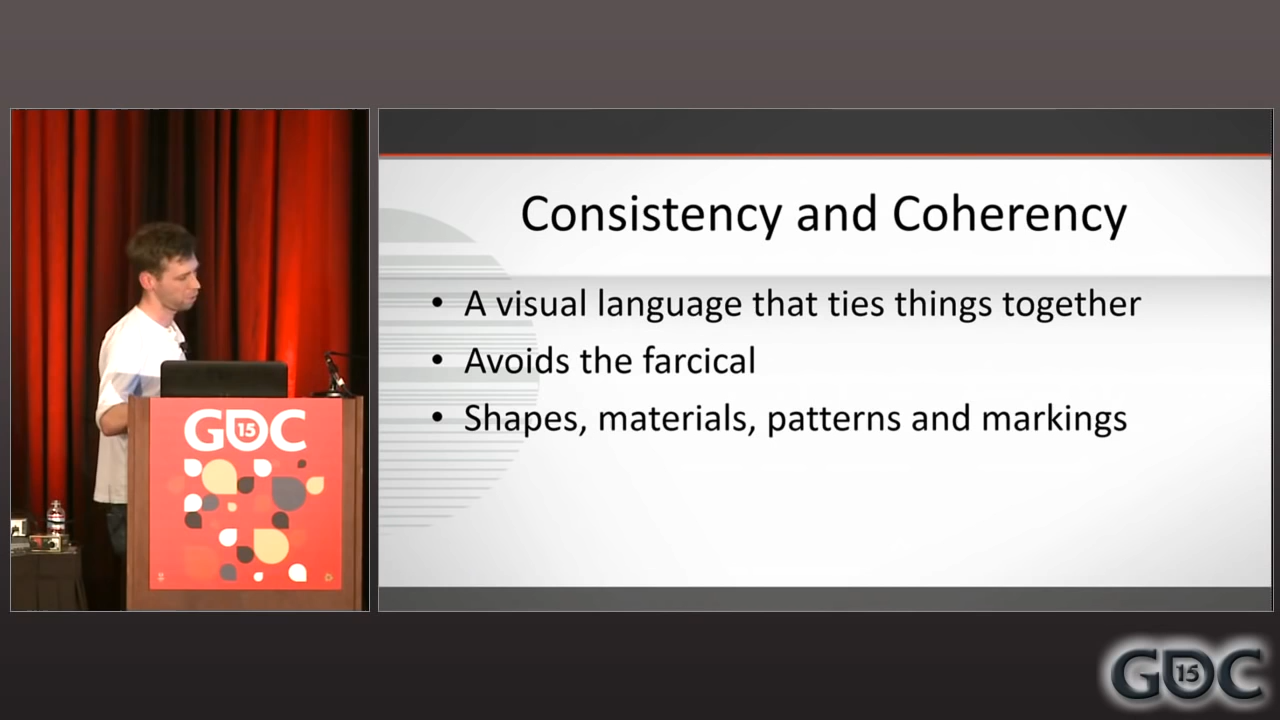 Consistency and Coherency
• A visual language that ties things together
• Avoids the farcical
• Shapes, materials, patterns and markings
GDC 15
GDC 15